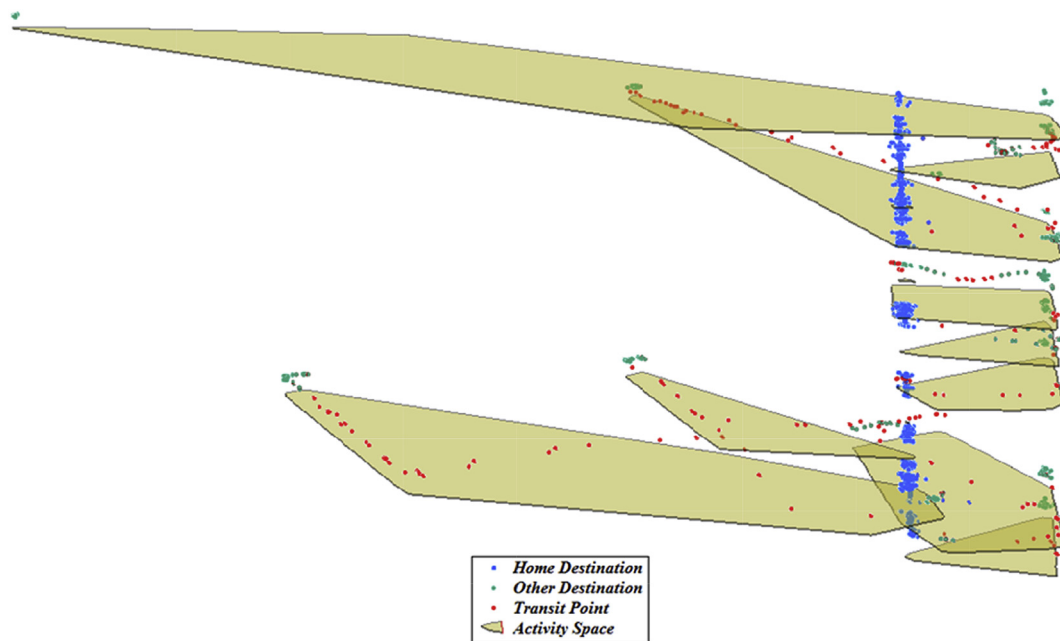 Home Destination
Other Destination
Transit Point
Activity Space